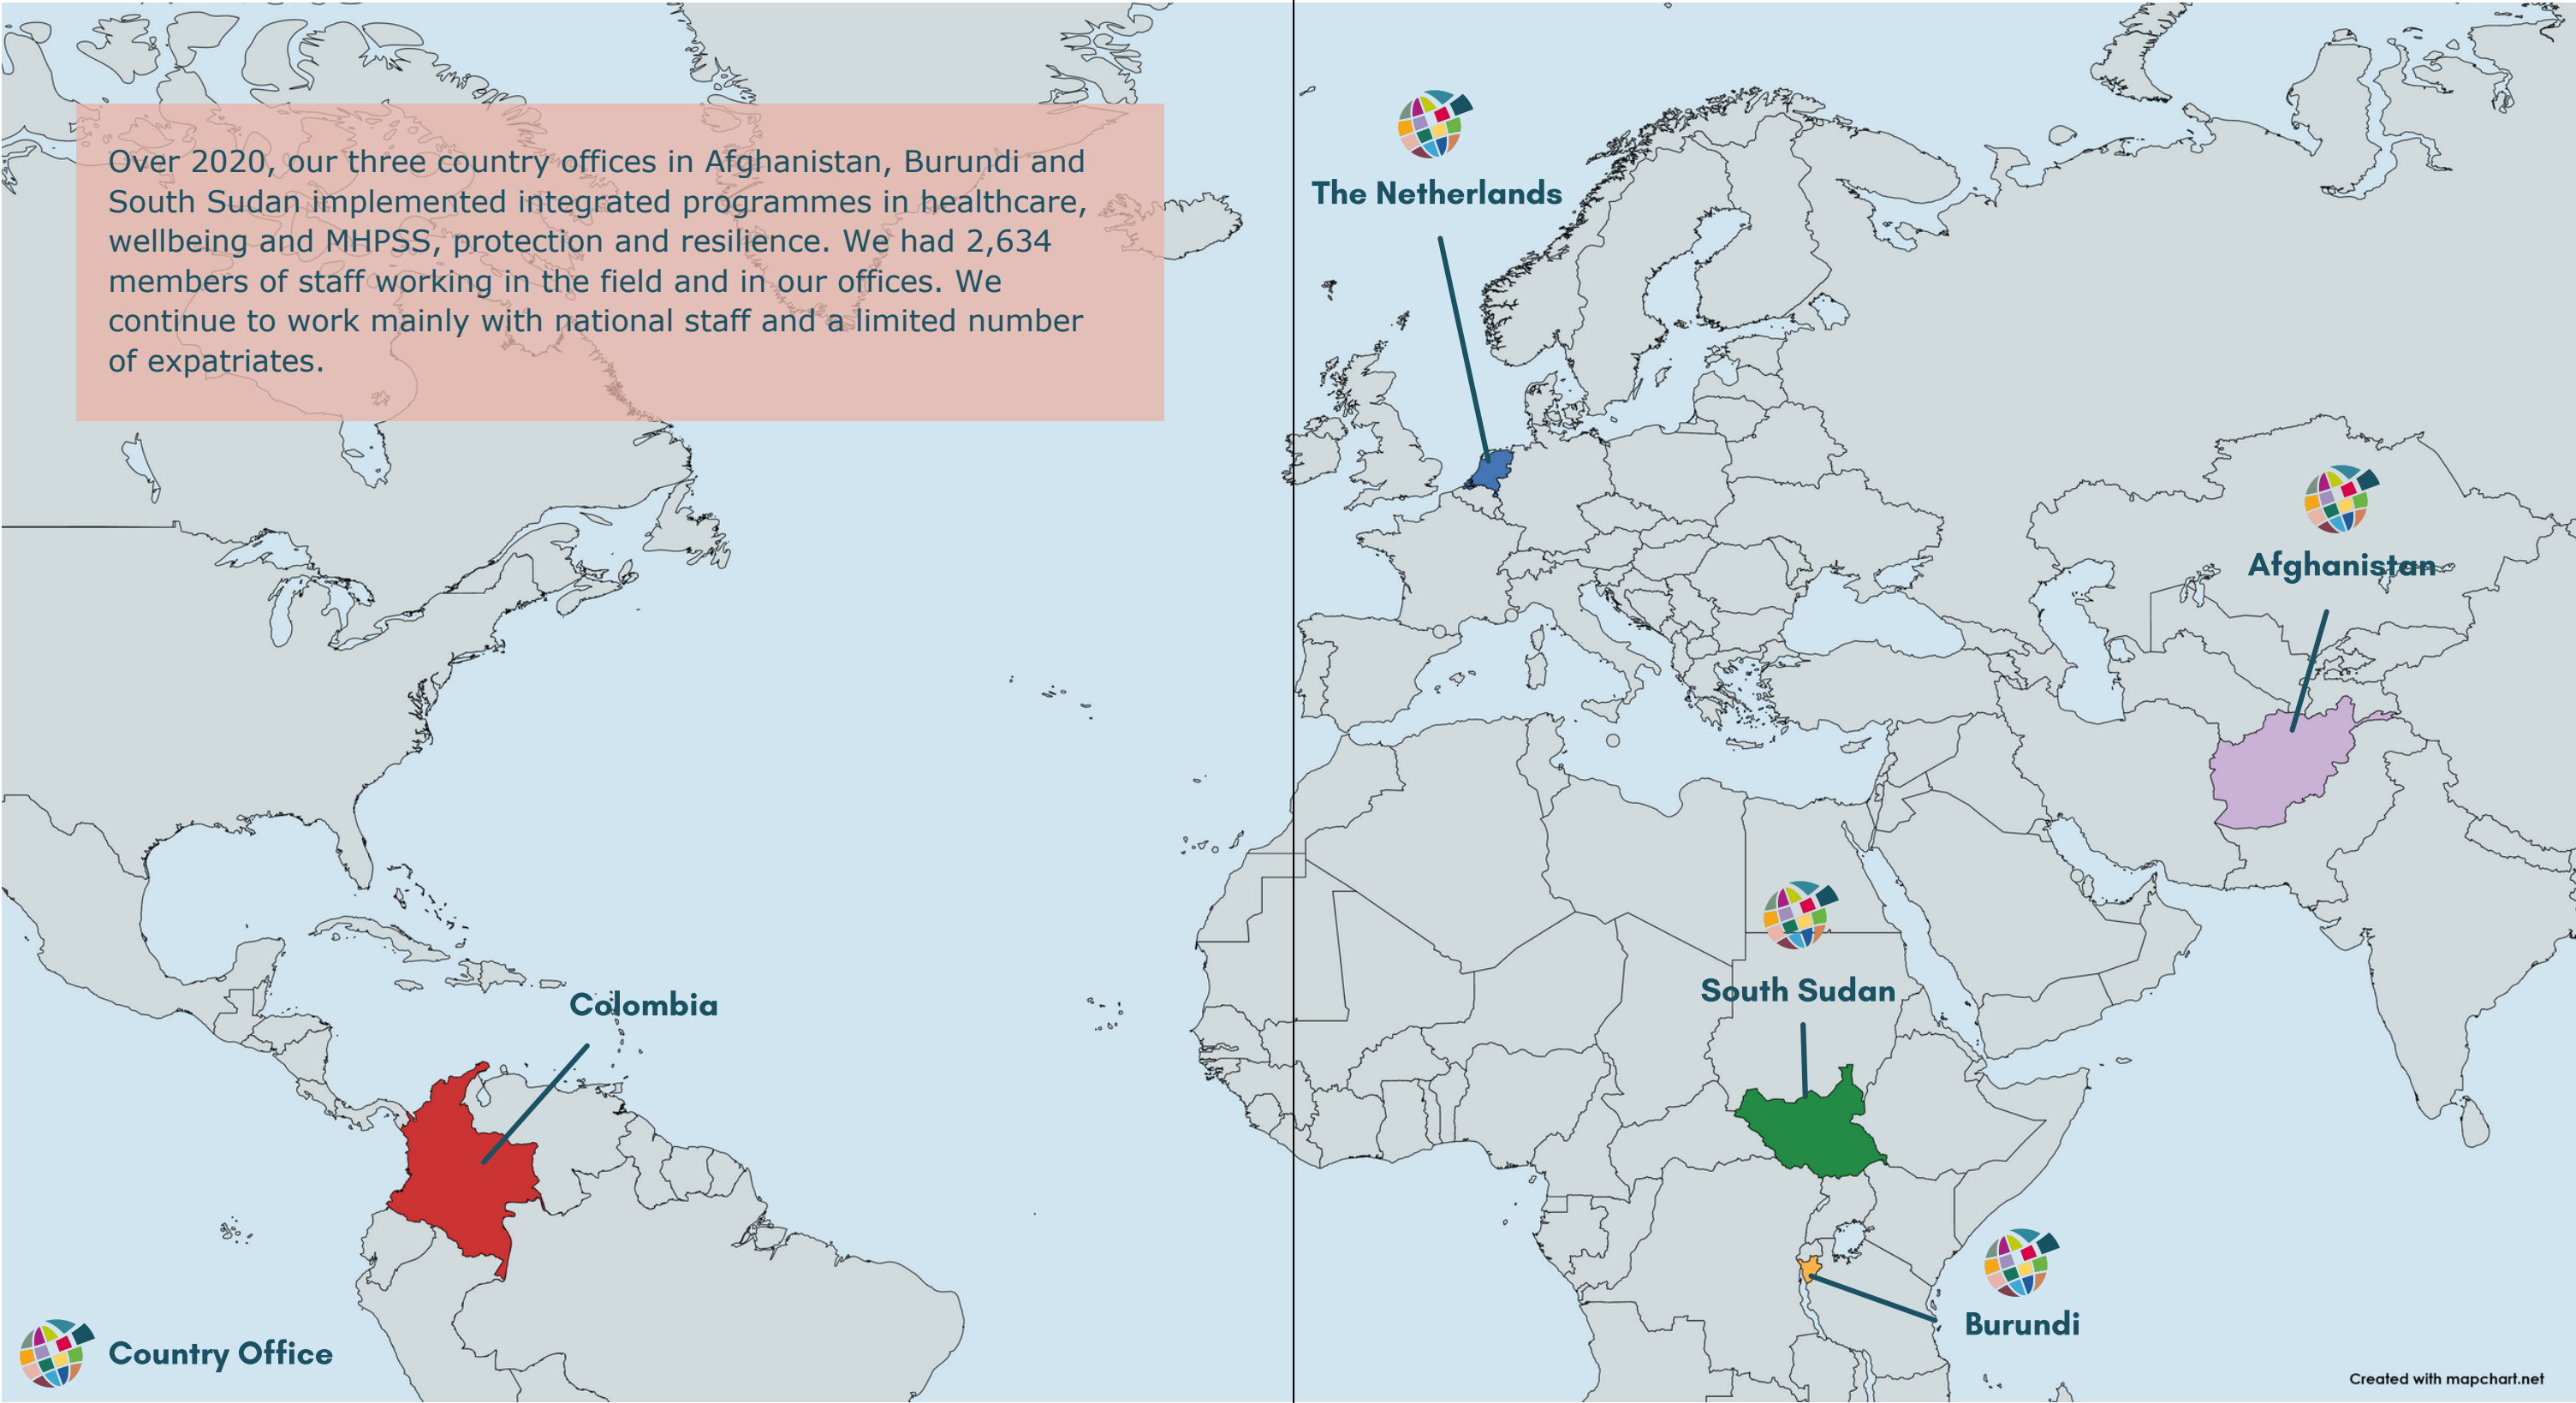 Over 2020, our three country offices in Afghanistan, Burundi and
South Sudan implemented integrated programmes in healthcare,
wellbeing and MHPSS, protection and resilience. We had 2,634
members of staff working in the field and in our offices. We
continue to work mainly with national staff and a limited number
of expatriates.
The Netherlands
Afghanistan
South Sudan
Colombia
Burundi
Country Office
Created with mapchart.net